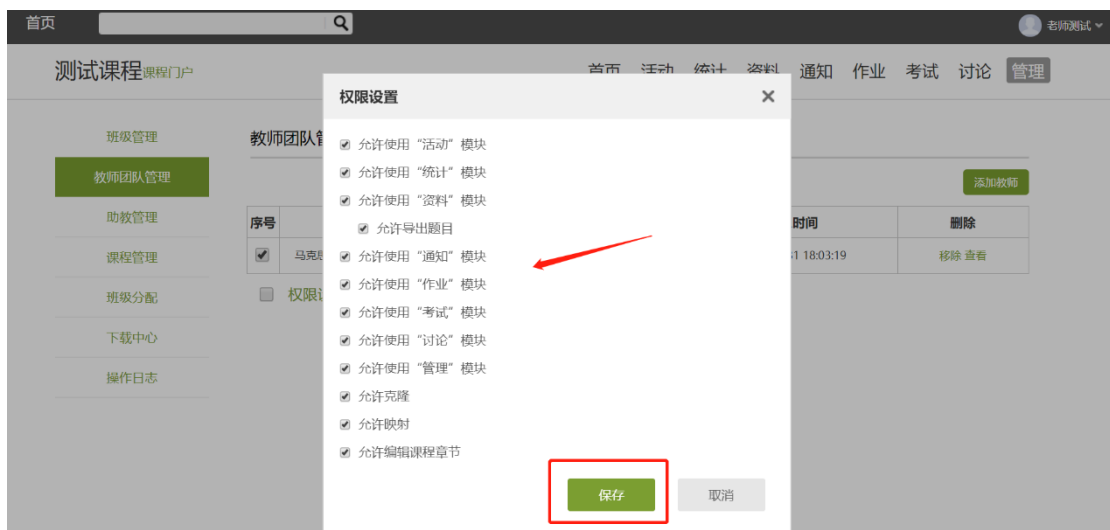 首页
老师测试
测试课程课程门户
首页 活动 统计 资料 通知 作业 考试 讨论 管理
班级管理
教师团队管理
助教管理
课程管理
班级分配
下载中心
操作日志
教师团队管
添加教师
序号 时间 删除
马克思 1 18:03:19 移除 查看
权限设
权限设置
允许使用“活动”模块
允许使用“统计”模块
允许使用“资料”模块
允许导出题目
允许使用“通知”模块
允许使用“作业”模块
允许使用“考试”模块
允许使用“讨论”模块
允许使用“管理”模块
允许克隆
允许映射
允许编辑课程章节
保存 取消